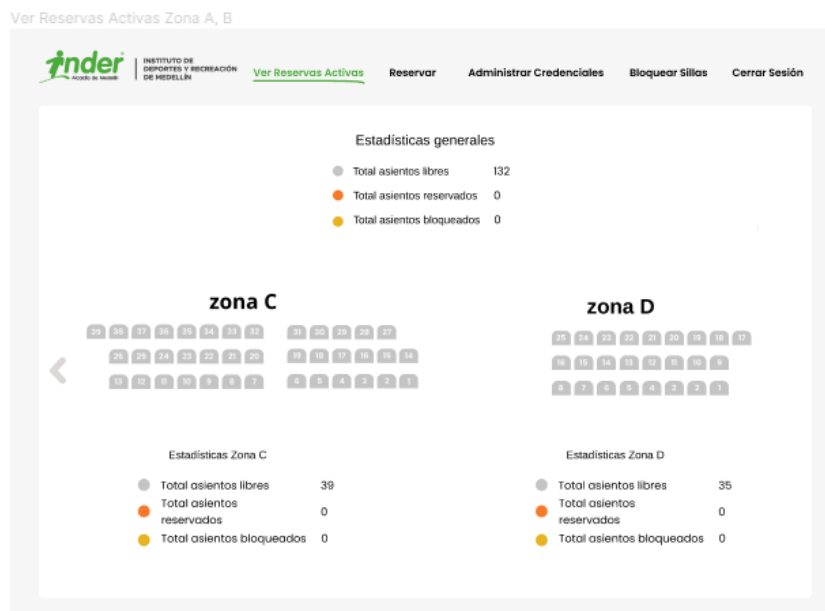 Ver Reservas Activas Zona A, B
inder
Alcaldía de Medellín
INSTITUTO DE
DEPORTES Y RECREACIÓN
DE MEDELLÍN
Ver Reservas Activas
Reservar
Administrar Credenciales
Bloquear Sillas
Cerrar Sesión
Estadísticas generales
Total asientos libres 132
Total asientos reservados 0
Total asientos bloqueados 0
zona C
39 38 37 36 35 34 33 32 31 30 29 28 27
26 25 24 23 22 21 20 19 18 17 16 15 14
13 12 11 10 9 8 7 6 5 4 3 2 1
zona D
25 24 23 22 21 20 19 18 17
16 15 14 13 12 11 10 9
8 7 6 5 4 3 2 1
Estadísticas Zona C
Total asientos libres 39
Total asientos
reservados 0
Total asientos bloqueados 0
Estadísticas Zona D
Total asientos libres 35
Total asientos
reservados 0
Total asientos bloqueados 0